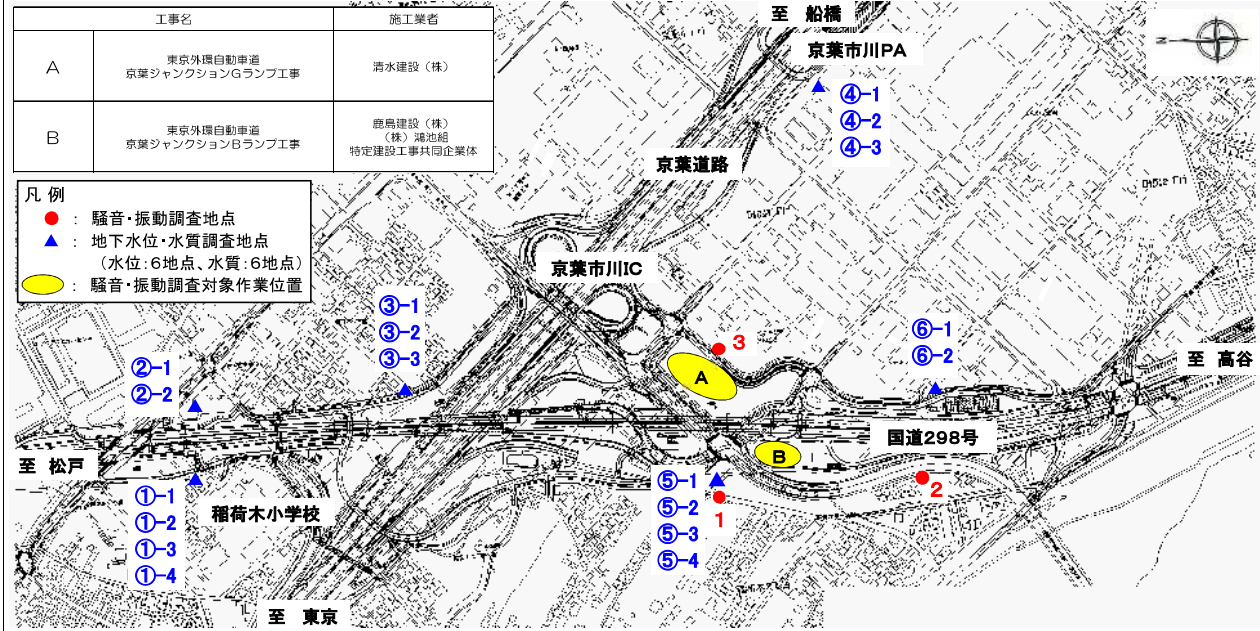 工事名
施工業者
A
東京外環自動車道
京葉ジャンクションGランプ工事
清水建設（株）
B
東京外環自動車道
京葉ジャンクションBランプ工事
鹿島建設（株）
（株）鴻池組
特定建設工事共同企業体
凡 例
： 騒音・振動調査地点
： 地下水位・水質調査地点
（水位：6地点、水質：6地点）
： 騒音・振動調査対象作業位置
至 船橋
京葉市川PA
N
④-1
④-2
④-3
京葉道路
京葉市川IC
③-1
③-2
③-3
②-1
②-2
3
A
⑥-1
⑥-2
至 高谷
国道298号
B
至 松戸
①-1
①-2
①-3
①-4
稲荷木小学校
⑤-1
⑤-2
⑤-3
⑤-4
1
2
至 東京